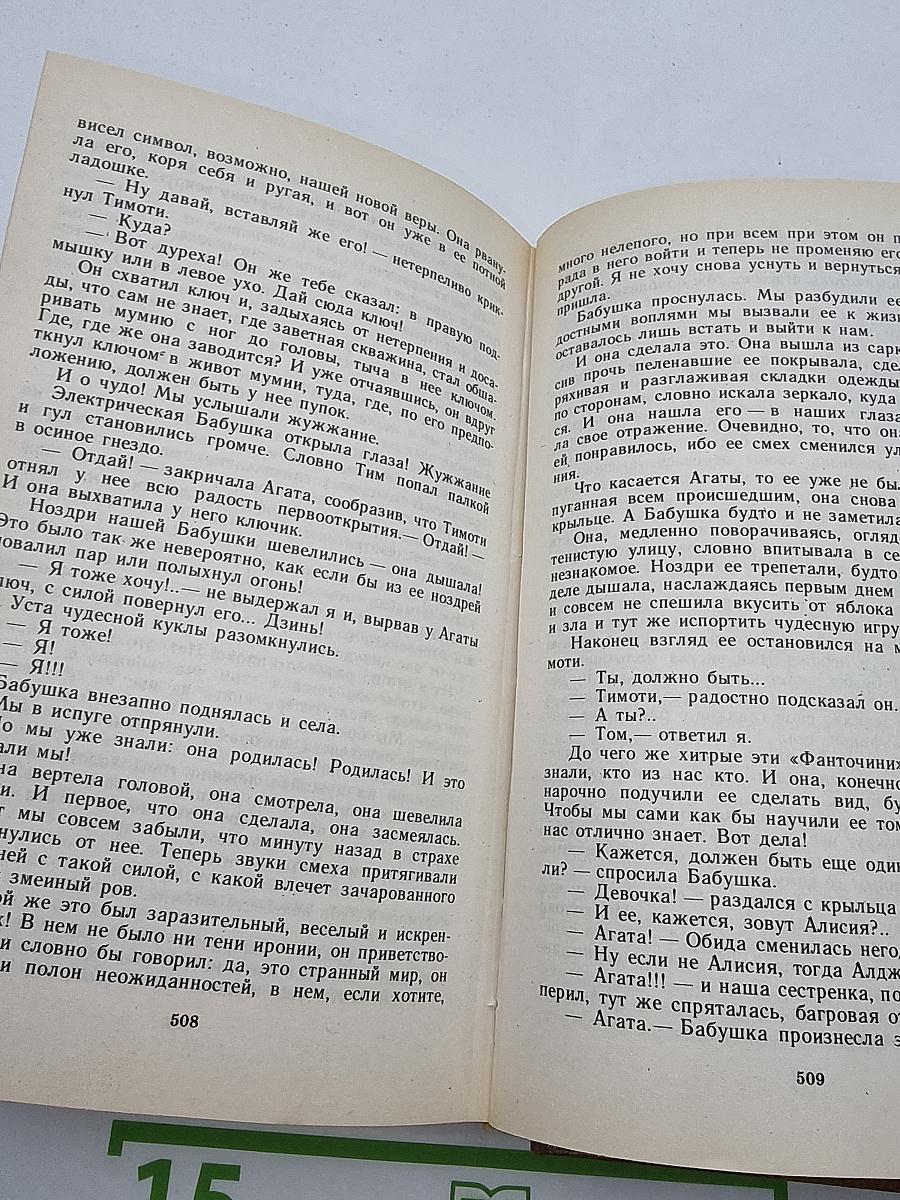 висел символ, возможно, нашей новой веры. Она рвану-
ла его, коря себя и ругая, и вот он уже в ее потной
ладошке.
— Ну давай, вставляй же его! — нетерпеливо крик-
нул Тимоти.
— Куда?
— Вот дуреха! Он же тебе сказал: в правую под-
мышку или в левое ухо. Дай сюда ключ!
Он схватил ключ и, задыхаясь от нетерпения и доса-
ды, что сам не знает, где заветная скважина, стал обша-
ривать мумию с ног до головы, тыча в нее ключом.
Где, где же она заводится? И уже отчаявшись, он вдруг
ткнул ключом в живот мумии, туда, где, по его предпо-
ложению, должен быть у нее пупок.
И о чудо! Мы услышали жужжание.
Электрическая Бабушка открыла глаза! Жужжание
и гул становились громче. Словно Тим попал палкой
в осиное гнездо.
— Отдай! — закричала Агата, сообразив, что Тимоти
отнял у нее всю радость первооткрытия.— Отдай! —
И она выхватила у него ключик.
Ноздри нашей Бабушки шевелились — она дышала!
Это было так же невероятно, как если бы из ее ноздрей
повалил пар или полыхнул огонь!
— Я тоже хочу!..— не выдержал я и, вырвав у Агаты
люч, с силой повернул его... Дзинь!
Уста чудесной куклы разомкнулись.
— Я тоже!
— Я!
— Я!!!
Бабушка внезапно поднялась и села.
Мы в испуге отпрянули.
Но мы уже знали: она родилась! Родилась! И это
али мы!
на вертела головой, она смотрела, она шевелила
и. И первое, что она сделала, она засмеялась.
т мы совсем забыли, что минуту назад в страхе
нулись от нее. Теперь звуки смеха притягивали
ней с такой силой, с какой влечет зачарованного
змеиный ров.
ой же это был заразительный, веселый и искрен-
х! В нем не было ни тени иронии, он приветство-
и словно бы говорил: да, это странный мир, он
и полон неожиданностей, в нем, если хотите,
508
много нелепого, но при всем при этом он п
рада в него войти и теперь не променяю его
другой. Я не хочу снова уснуть и вернуться
пришла.
Бабушка проснулась. Мы разбудили ее
достными воплями мы вызвали ее к жизн
оставалось лишь встать и выйти к нам.
И она сделала это. Она вышла из сарк
сив прочь пеленавшие ее покрывала, сде
ряхивая и разглаживая складки одежды
по сторонам, словно искала зеркало, куда
ся. И она нашла его — в наших глаза
ла свое отражение. Очевидно, то, что она
ей понравилось, ибо ее смех сменился ул
ния.
Что касается Агаты, то ее уже не бы
пуганная всем происшедшим, она снова
крыльце. А Бабушка будто и не заметила
Она, медленно поворачиваясь, огляд
тенистую улицу, словно впитывала в се
незнакомое. Ноздри ее трепетали, будто
деле дышала, наслаждаясь первым днем
и совсем не спешила вкусить от яблока
и зла и тут же испортить чудесную игру
Наконец взгляд ее остановился на м
моти.
— Ты, должно быть...
— Тимоти,— радостно подсказал он.
— А ты?..
— Том,— ответил я.
До чего же хитрые эти «Фанточини»
знали, кто из нас кто. И она, конечно
нарочно подучили ее сделать вид, бу
Чтобы мы сами как бы научили ее том
нас отлично знает. Вот дела!
— Кажется, должен быть еще один
ли? — спросила Бабушка.
— Девочка! — раздался с крыльца
— И ее, кажется, зовут Алисия?..
— Агата! — Обида сменилась него
— Ну если не Алисия, тогда Алдж
— Агата!!! — и наша сестренка, по
перил, тут же спряталась, багровая от
— Агата.— Бабушка произнесла э
509
15